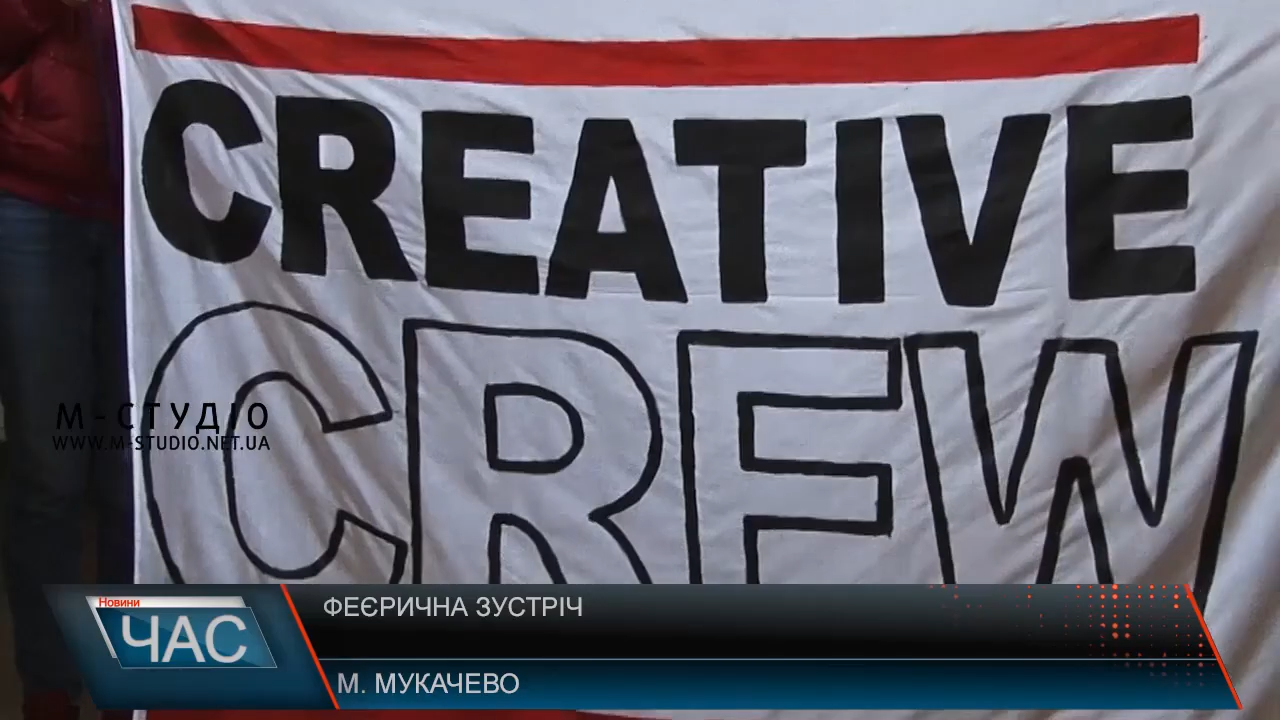 CREATIVE
CREW
М-СТУДІО
WWW.M-STUDIO.NET.UA
Новини
ЧАС
ФЕЄРИЧНА ЗУСТРІЧ
М. МУКАЧЕВО